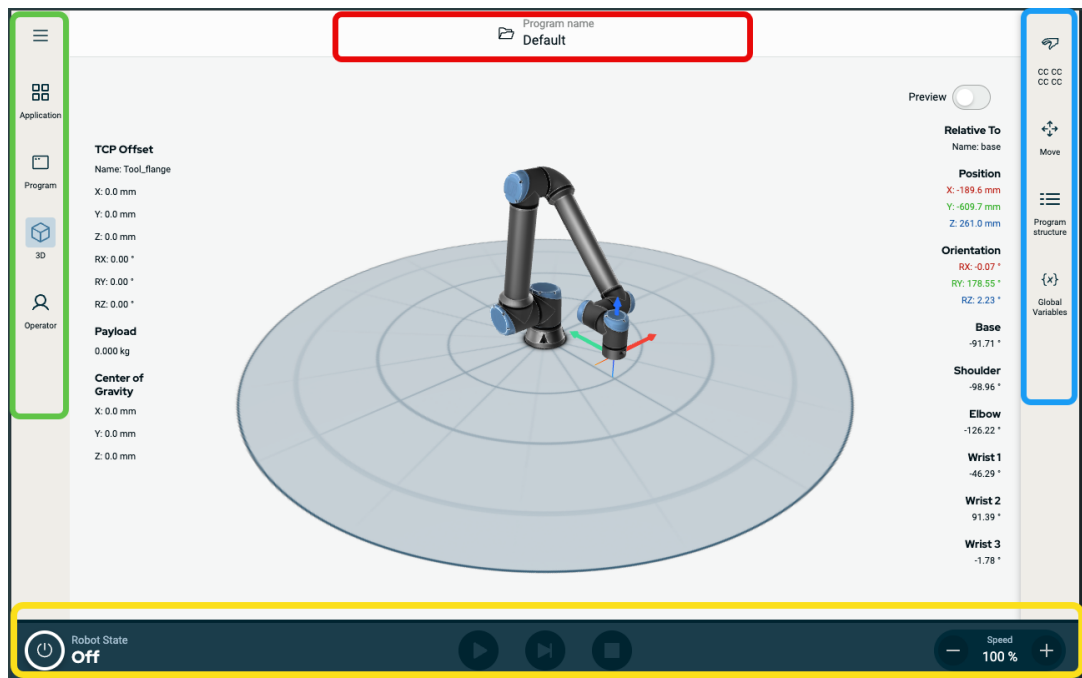 Program name
Default
Application
Program
3D
Operator
TCP Offset
Name: Tool_flange
X: 0.0 mm
Y: 0.0 mm
Z: 0.0 mm
RX: 0.00 °
RY: 0.00 °
RZ: 0.00 °
Payload
0.000 kg
Center of
Gravity
X: 0.0 mm
Y: 0.0 mm
Z: 0.0 mm
Preview
Relative To
Name: base
Position
X: -189.6 mm
Y: -609.7 mm
Z: 261.0 mm
Orientation
RX: -0.07 °
RY: 178.55 °
RZ: 2.23 °
Base
-91.71 °
Shoulder
-98.96 °
Elbow
-126.22 °
Wrist 1
-46.29 °
Wrist 2
91.39 °
Wrist 3
-1.78 °
CC CC
CC CC
Move
Program
structure
{x}
Global
Variables
Robot State
Off
Speed
100 %